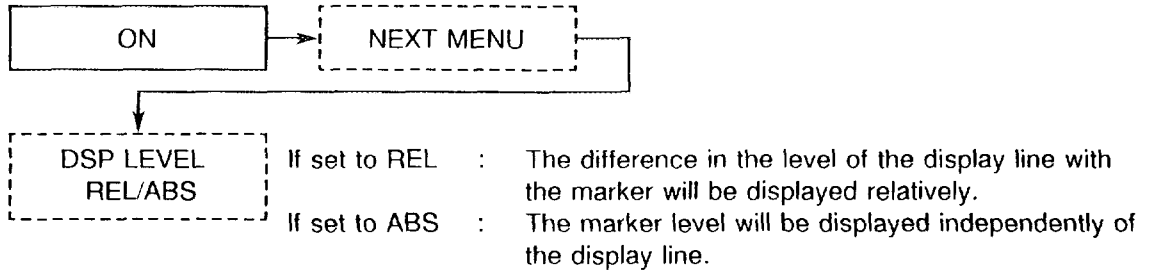 ON
NEXT MENU
DSP LEVEL
REL/ABS
If set to REL : The difference in the level of the display line with
the marker will be displayed relatively.
If set to ABS : The marker level will be displayed independently of
the display line.